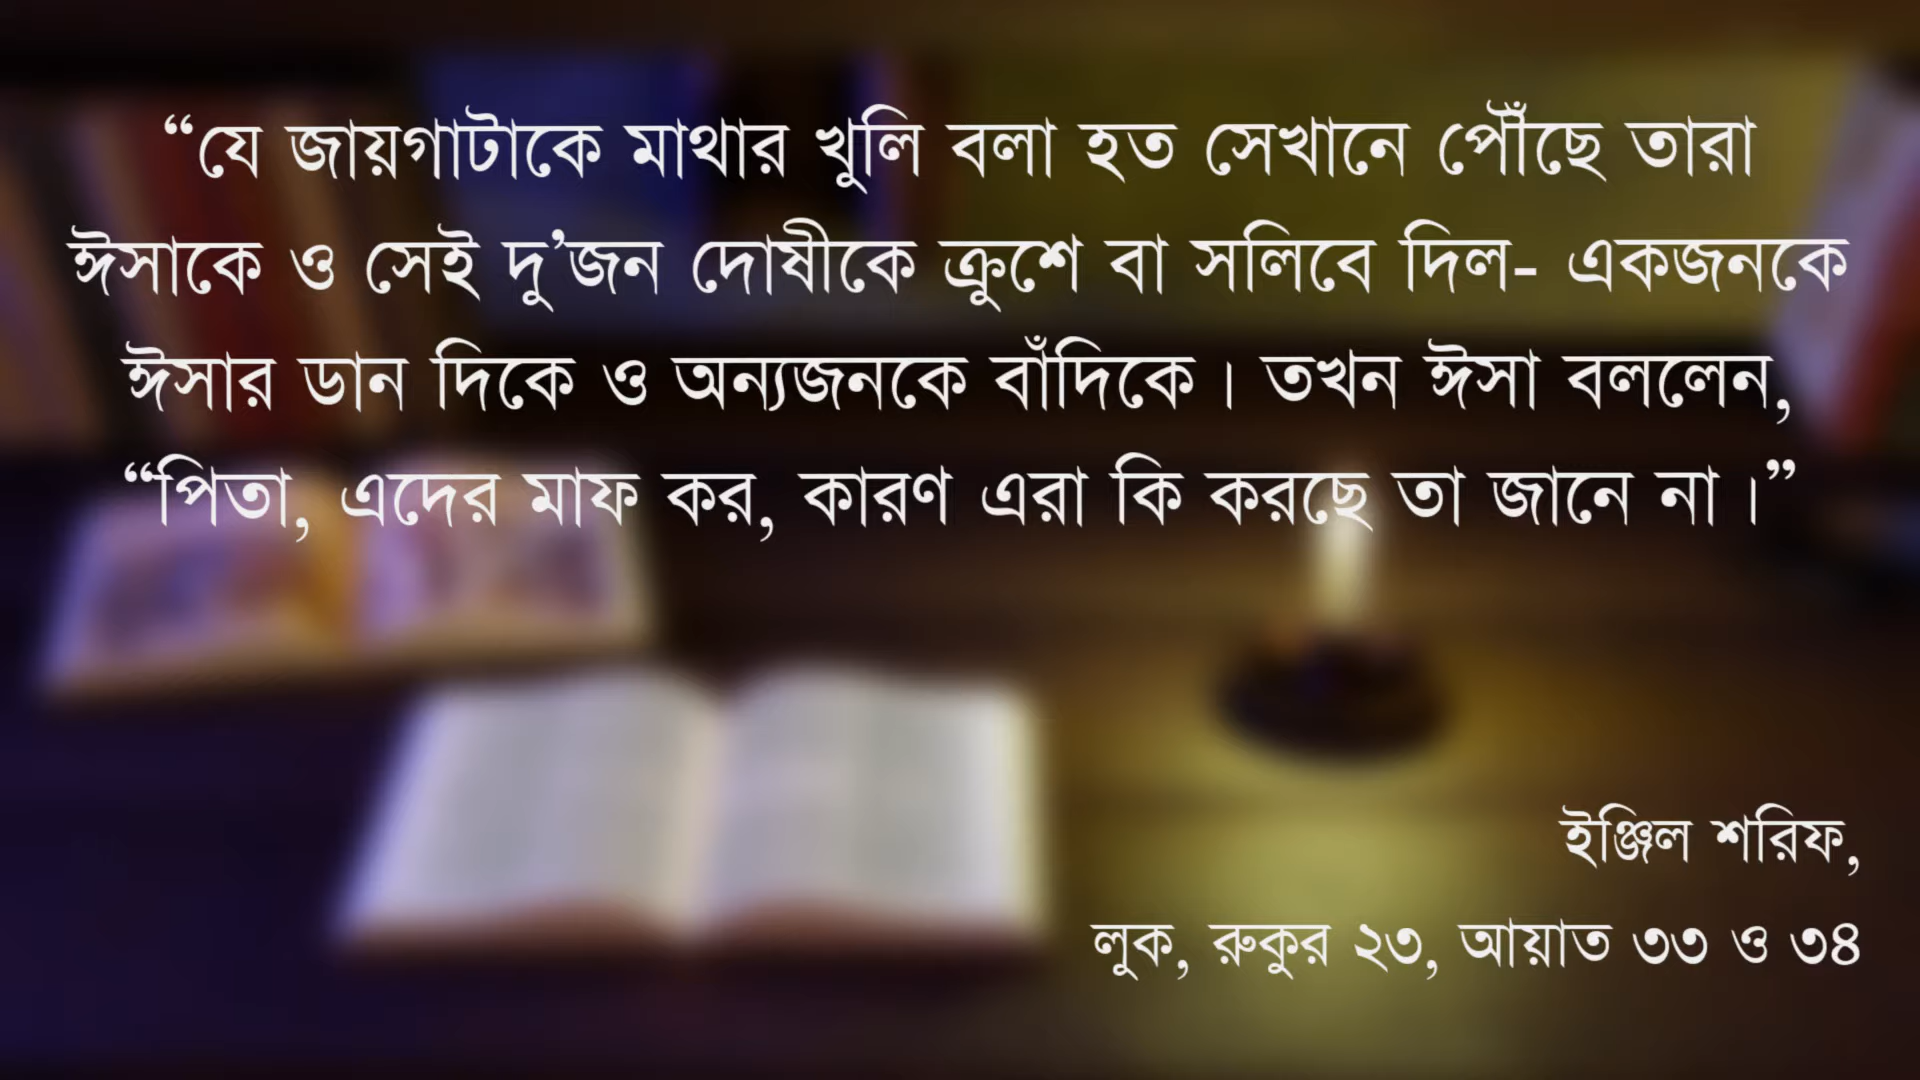 “যে জায়গাটাকে মাথার খুলি বলা হত সেখানে পৌঁছে তারা
ঈসাকে ও সেই দু’জন দোষীকে ক্রুশে বা সলিবে দিল- একজনকে
ঈসার ডান দিকে ও অন্যজনকে বাঁদিকে। তখন ঈসা বললেন,
“পিতা, এদের মাফ কর, কারণ এরা কি করছে তা জানে না।”
ইঞ্জিল শরিফ,
লুক, রুকুর ২৩, আয়াত ৩৩ ও ৩৪